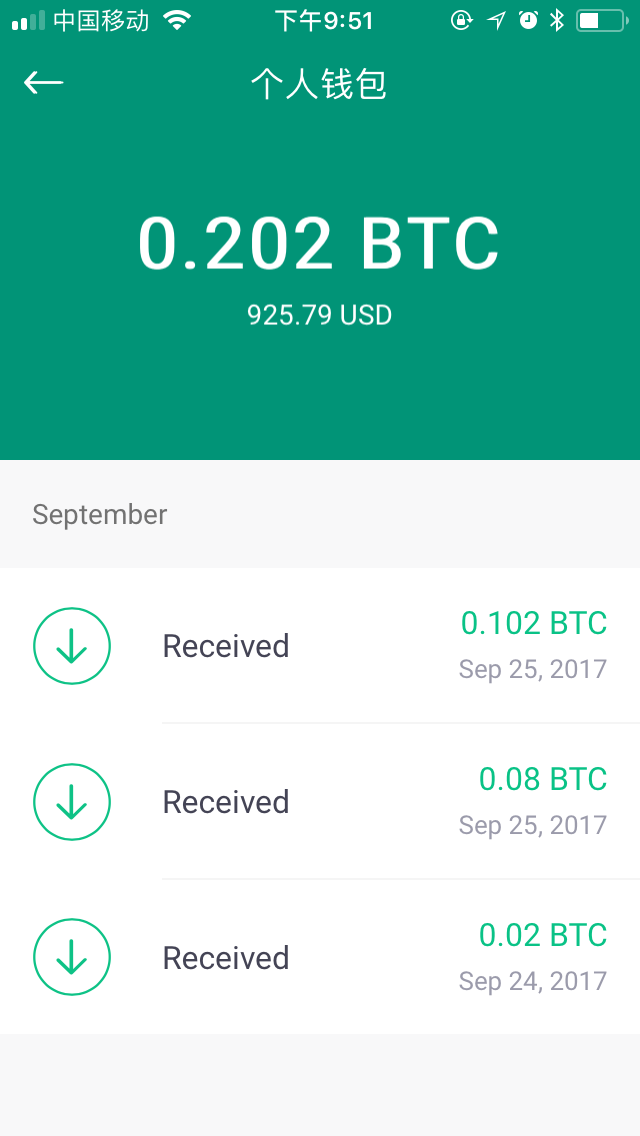 中国移动 下午9:51
个人钱包
0.202 BTC
925.79 USD
September
Received
0.102 BTC
Sep 25, 2017
Received
0.08 BTC
Sep 25, 2017
Received
0.02 BTC
Sep 24, 2017